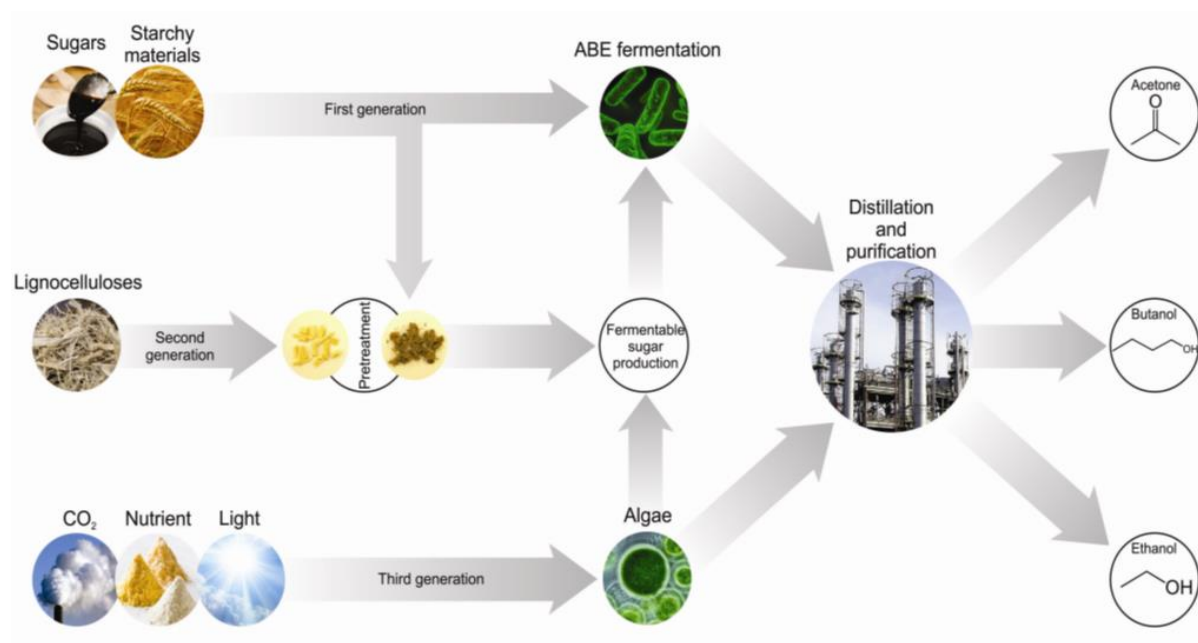 Sugars
Starchy
materials
ABE fermentation
Acetone
O
First generation
Distillation
and
purification
Lignocelluloses
Second
generation
Pretreatment
Fermentable
sugar
production
Butanol
OH
CO₂
Nutrient
Light
Algae
Third generation
Ethanol
OH